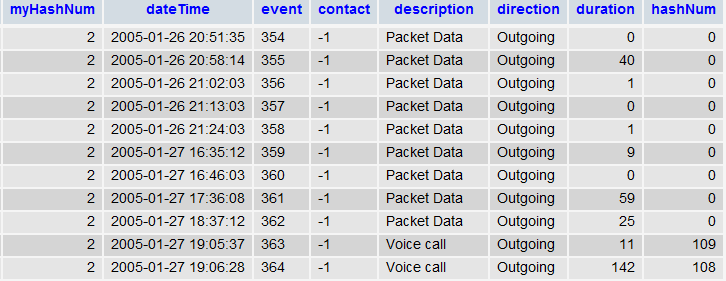 myHashNum dateTime event contact description direction duration hashNum
2 2005-01-26 20:51:35 354 -1 Packet Data Outgoing 0 0
2 2005-01-26 20:58:14 355 -1 Packet Data Outgoing 40 0
2 2005-01-26 21:02:03 356 -1 Packet Data Outgoing 1 0
2 2005-01-26 21:13:03 357 -1 Packet Data Outgoing 0 0
2 2005-01-26 21:24:03 358 -1 Packet Data Outgoing 1 0
2 2005-01-27 16:35:12 359 -1 Packet Data Outgoing 9 0
2 2005-01-27 16:46:03 360 -1 Packet Data Outgoing 0 0
2 2005-01-27 17:36:08 361 -1 Packet Data Outgoing 59 0
2 2005-01-27 18:37:12 362 -1 Packet Data Outgoing 25 0
2 2005-01-27 19:05:37 363 -1 Voice call Outgoing 11 109
2 2005-01-27 19:06:28 364 -1 Voice call Outgoing 142 108